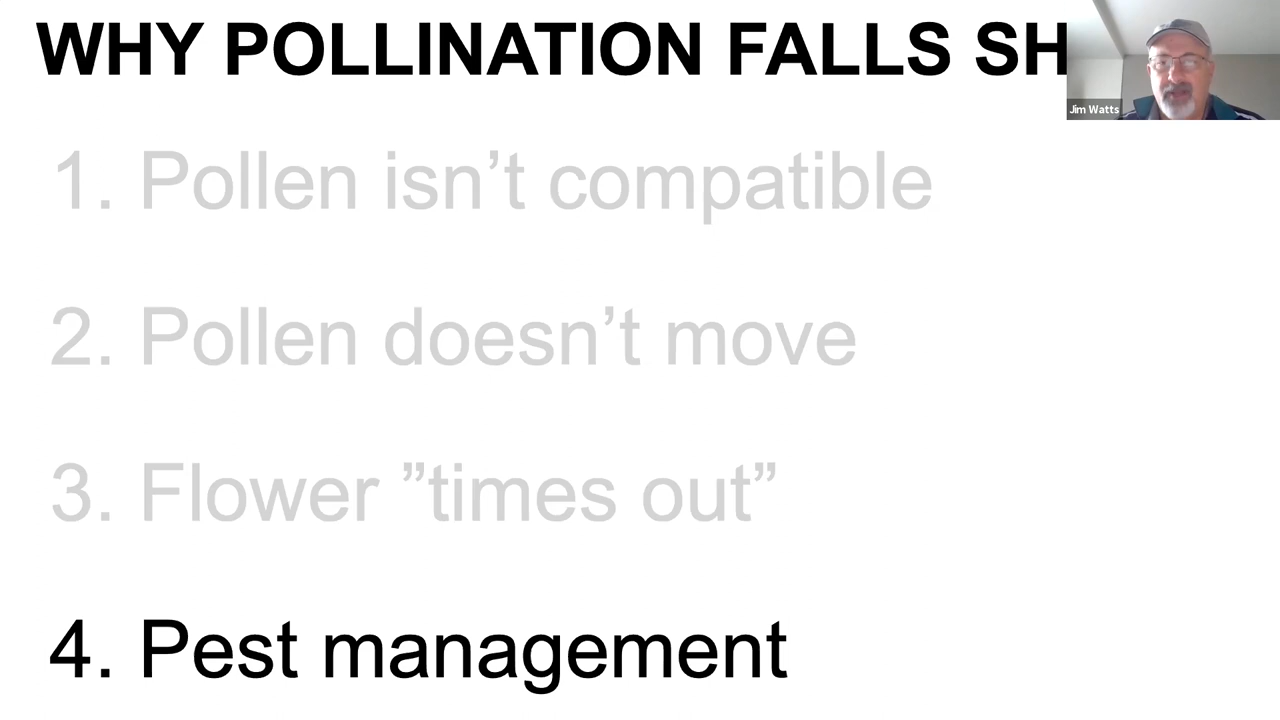 WHY POLLINATION FALLS SH
Jim Watts
1. Pollen isn’t compatible
2. Pollen doesn’t move
3. Flower ”times out”
4. Pest management